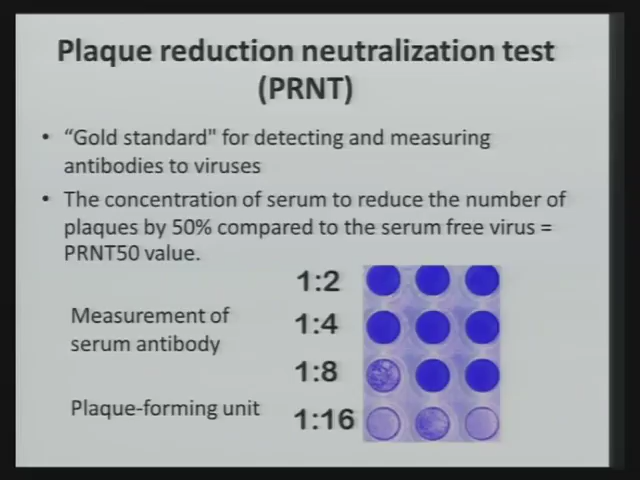 Plaque reduction neutralization test
(PRNT)
• “Gold standard" for detecting and measuring
antibodies to viruses
• The concentration of serum to reduce the number of
plaques by 50% compared to the serum free virus =
PRNT50 value.
1:2
Measurement of
serum antibody
1:4
1:8
Plaque-forming unit
1:16